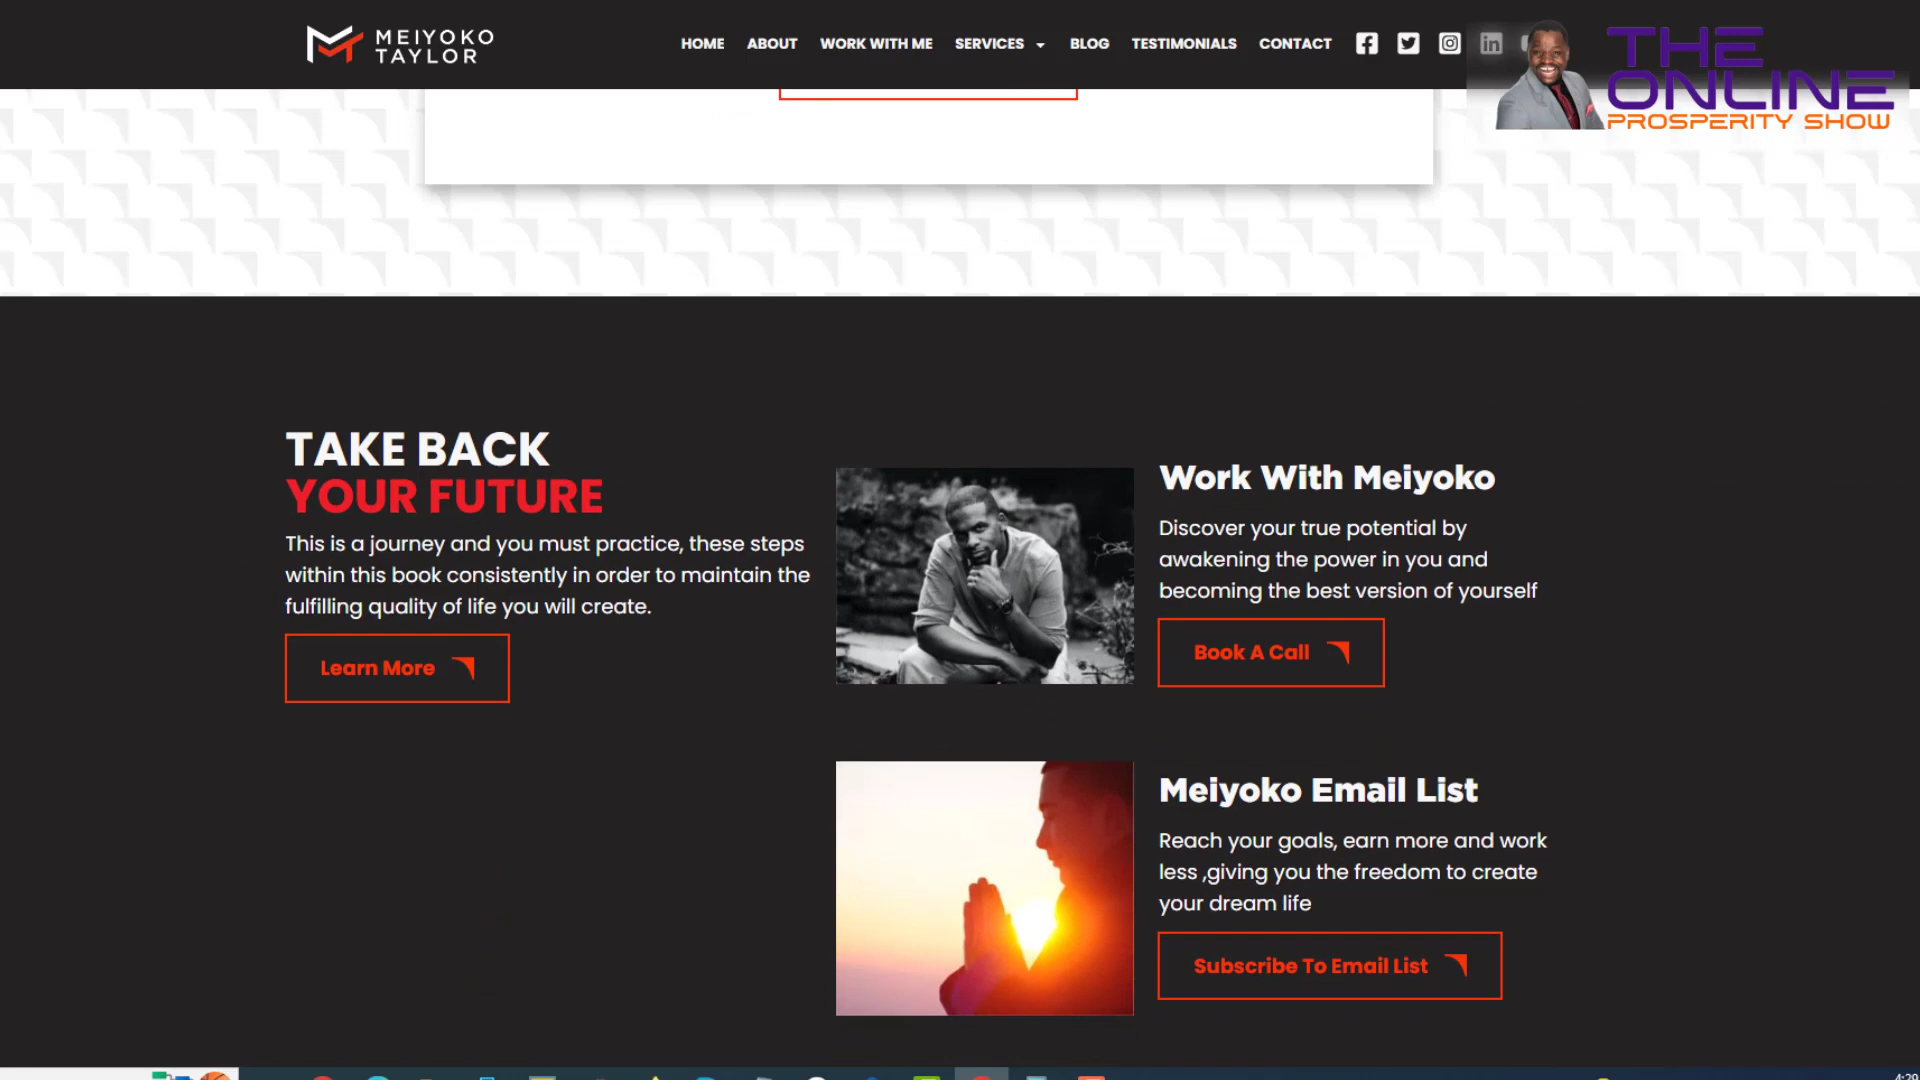 MEIYOKO
TAYLOR
HOME ABOUT WORK WITH ME SERVICES BLOG TESTIMONIALS CONTACT
THE
ONLINE
PROSPERITY SHOW
TAKE BACK
YOUR FUTURE
This is a journey and you must practice, these steps
within this book consistently in order to maintain the
fulfilling quality of life you will create.
Learn More
Work With Meiyoko
Discover your true potential by
awakening the power in you and
becoming the best version of yourself
Book A Call
Meiyoko Email List
Reach your goals, earn more and work
less ,giving you the freedom to create
your dream life
Subscribe To Email List